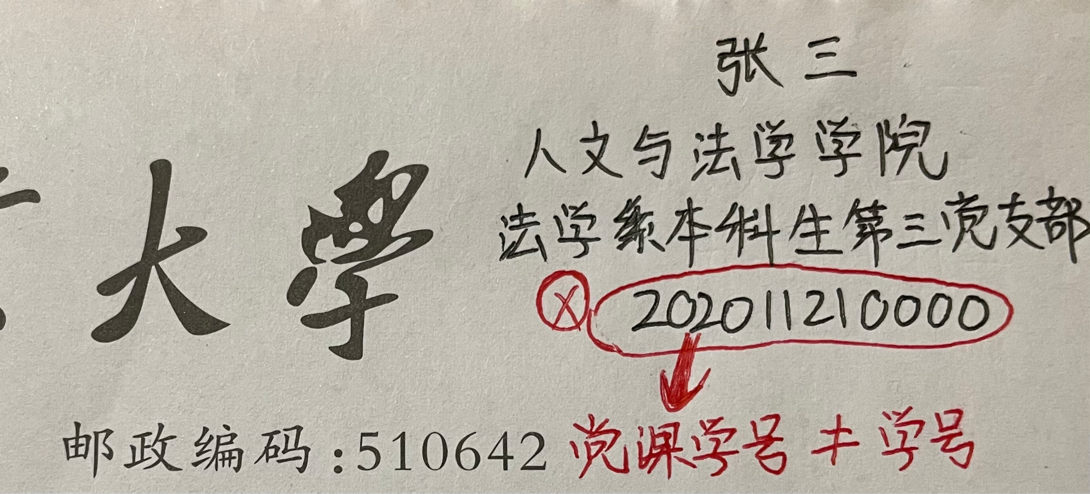 张三
人文与法学学院
大學
法学系本科生第三党支部
X 202011210000
邮政编码:510642
党课学号≠学号